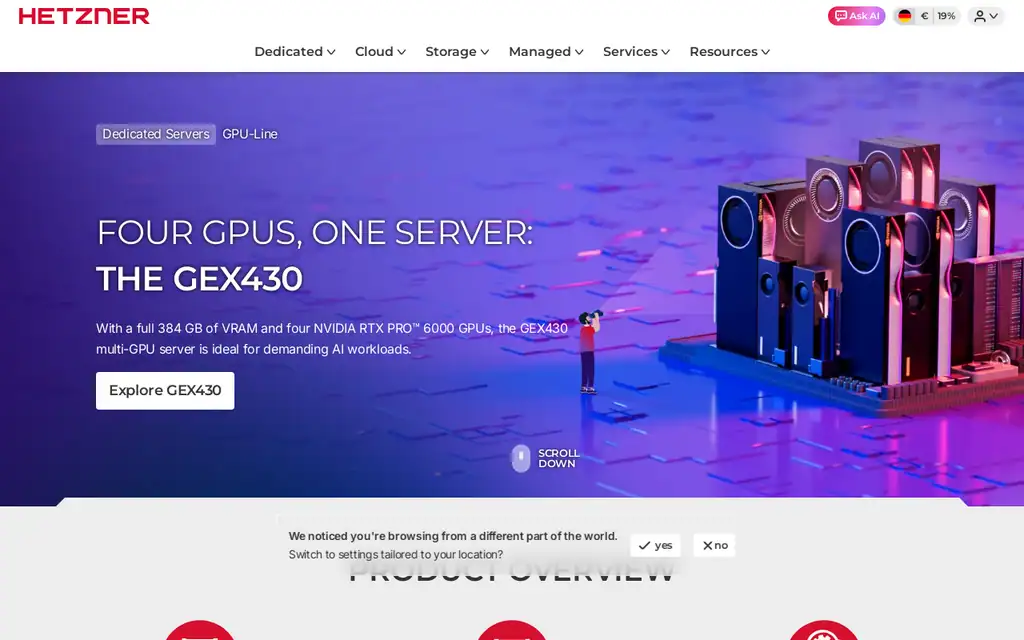 HETZNER
Ask AI
€ 19%
Dedicated
Cloud
Storage
Managed
Services
Resources
Dedicated Servers GPU-Line
FOUR GPUS, ONE SERVER:
THE GEX430
With a full 384 GB of VRAM and four NVIDIA RTX PRO™ 6000 GPUs, the GEX430
multi-GPU server is ideal for demanding AI workloads.
Explore GEX430
SCROLL
DOWN
We noticed you're browsing from a different part of the world.
Switch to settings tailored to your location?
yes
no
PRODUCT OVERVIEW